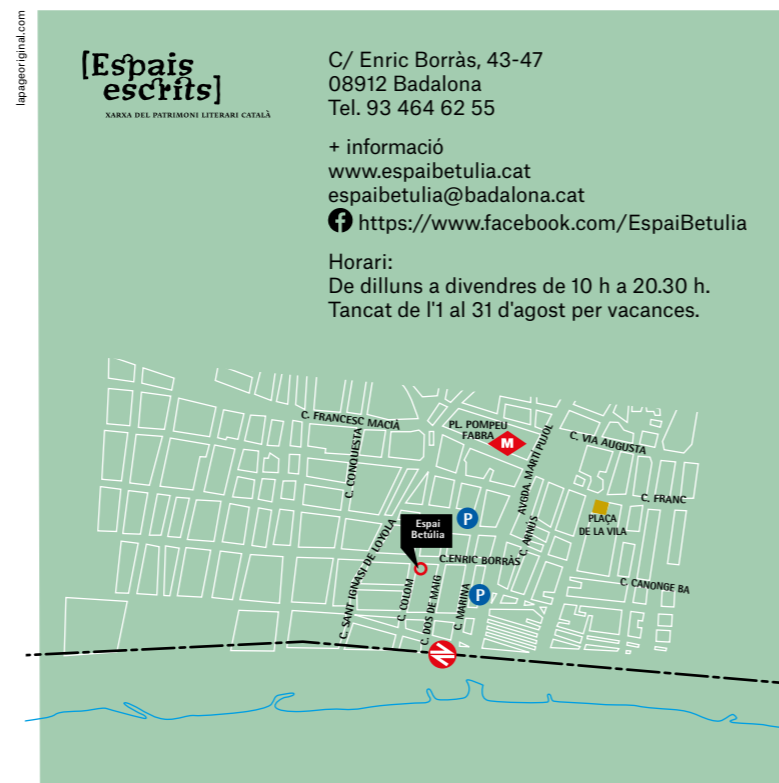 lapageoriginal.com
[Espais
escrits]
XARXA DEL PATRIMONI LITERARI CATALÀ
C/ Enric Borràs, 43-47
08912 Badalona
Tel. 93 464 62 55
+ informació
www.espaibetulia.cat
espaibetulia@badalona.cat
https://www.facebook.com/EspaiBetulia
Horari:
De dilluns a divendres de 10 h a 20.30 h.
Tancat de l'1 al 31 d'agost per vacances.
C. FRANCESC MACIÀ
PL. POMPEU
FABRA
M
AVGDA. MARTÍ PUJOL
C. VIA AUGUSTA
C. CONQUESTA
C. FRANC
P
PLAÇA
DE LA VILA
Espai
Betúlia
C. SANT IGNASI DE LOYOLA
C. ARNÚS
C.ENRIC BORRÀS
C. CANONGE BA
C. COLOM
C. DOS DE MAIG
C. MARINA
P